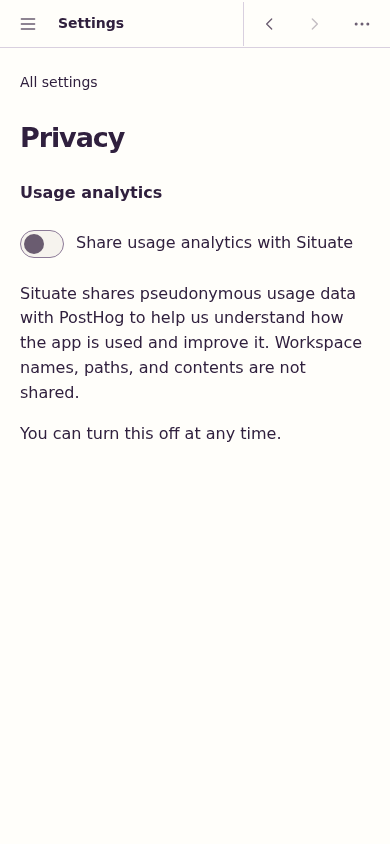 Settings
All settings
Privacy
Usage analytics
Share usage analytics with Situate
Situate shares pseudonymous usage data
with PostHog to help us understand how
the app is used and improve it. Workspace
names, paths, and contents are not
shared.
You can turn this off at any time.